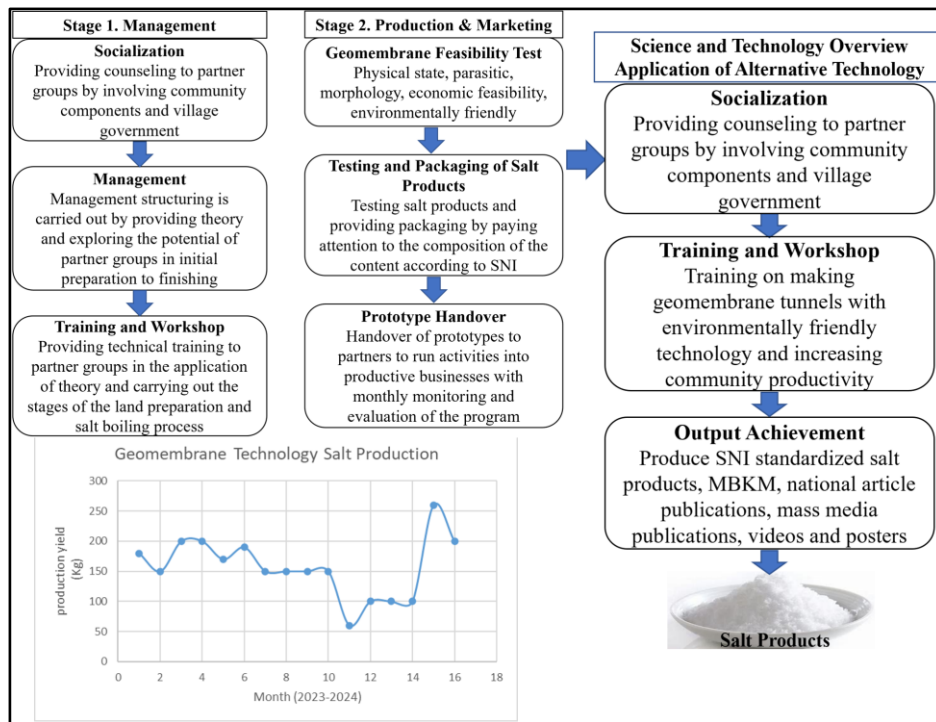 Stage 1. Management
Socialization
Providing counseling to partner
groups by involving community
components and village
government
Management
Management structuring is
carried out by providing theory
and exploring the potential of
partner groups in initial
preparation to finishing
Training and Workshop
Providing technical training to
partner groups in the application
of theory and carrying out the
stages of the land preparation and
salt boiling process
Stage 2. Production & Marketing
Geomembrane Feasibility Test
Physical state, parasitic,
morphology, economic feasibility,
environmentally friendly
Testing and Packaging of Salt
Products
Testing salt products and
providing packaging by paying
attention to the composition of the
content according to SNI
Prototype Handover
Handover of prototypes to
partners to run activities into
productive businesses with
monthly monitoring and
evaluation of the program
Science and Technology Overview
Application of Alternative Technology
Socialization
Providing counseling to partner
groups by involving community
components and village
government
Training and Workshop
Training on making
geomembrane tunnels with
environmentally friendly
technology and increasing
community productivity
Output Achievement
Produce SNI standardized salt
products, MBKM, national article
publications, mass media
publications, videos and posters
Salt Products
Geomembrane Technology Salt Production
production yield
(Kg)
300
250
200
150
100
50
0
0 2 4 6 8 10 12 14 16 18
Month (2023-2024)